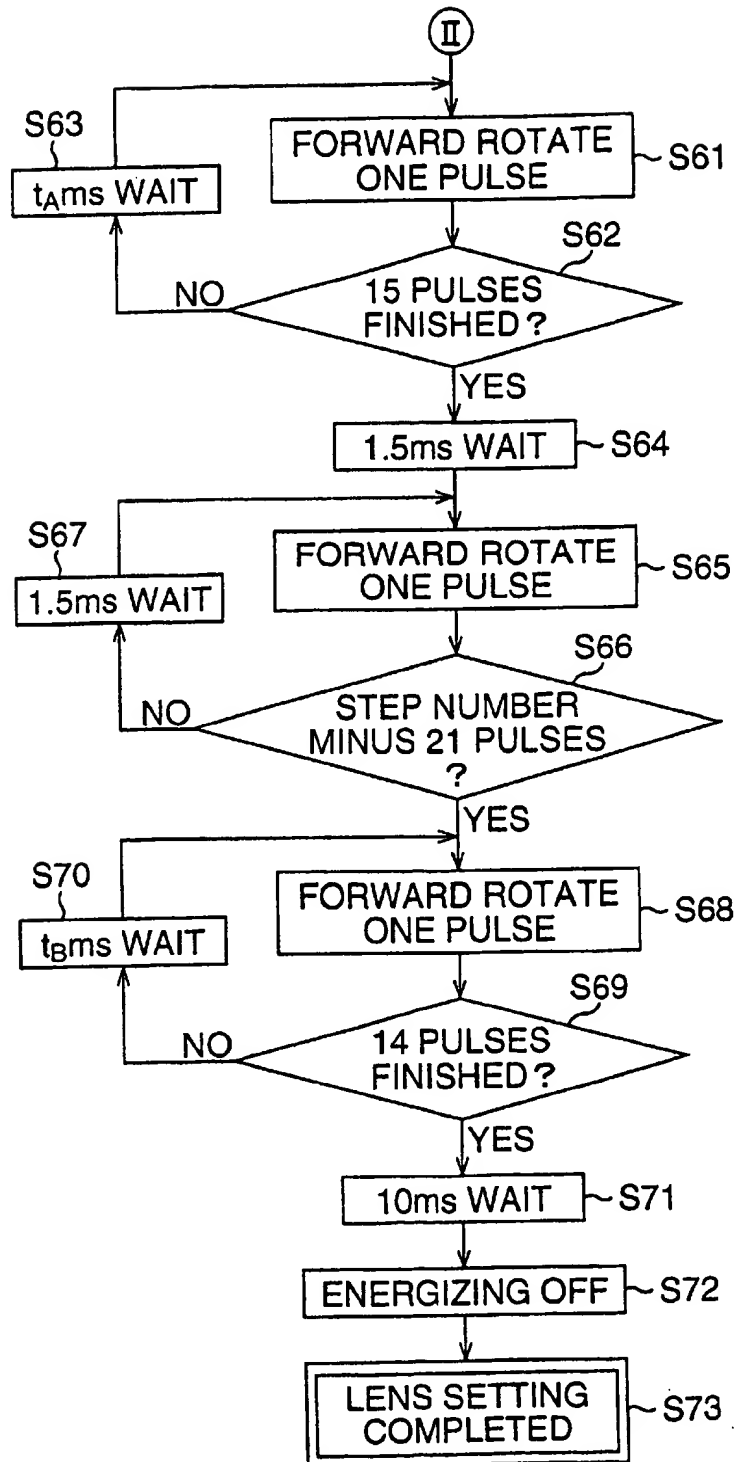 II
S63
tAms WAIT
FORWARD ROTATE
ONE PULSE
S61
S62
15 PULSES
FINISHED?
NO
YES
1.5ms WAIT
S64
S67
1.5ms WAIT
FORWARD ROTATE
ONE PULSE
S65
S66
STEP NUMBER
MINUS 21 PULSES
?
NO
YES
S70
tBms WAIT
FORWARD ROTATE
ONE PULSE
S68
S69
14 PULSES
FINISHED?
NO
YES
10ms WAIT
S71
ENERGIZING OFF
S72
LENS SETTING
COMPLETED
S73